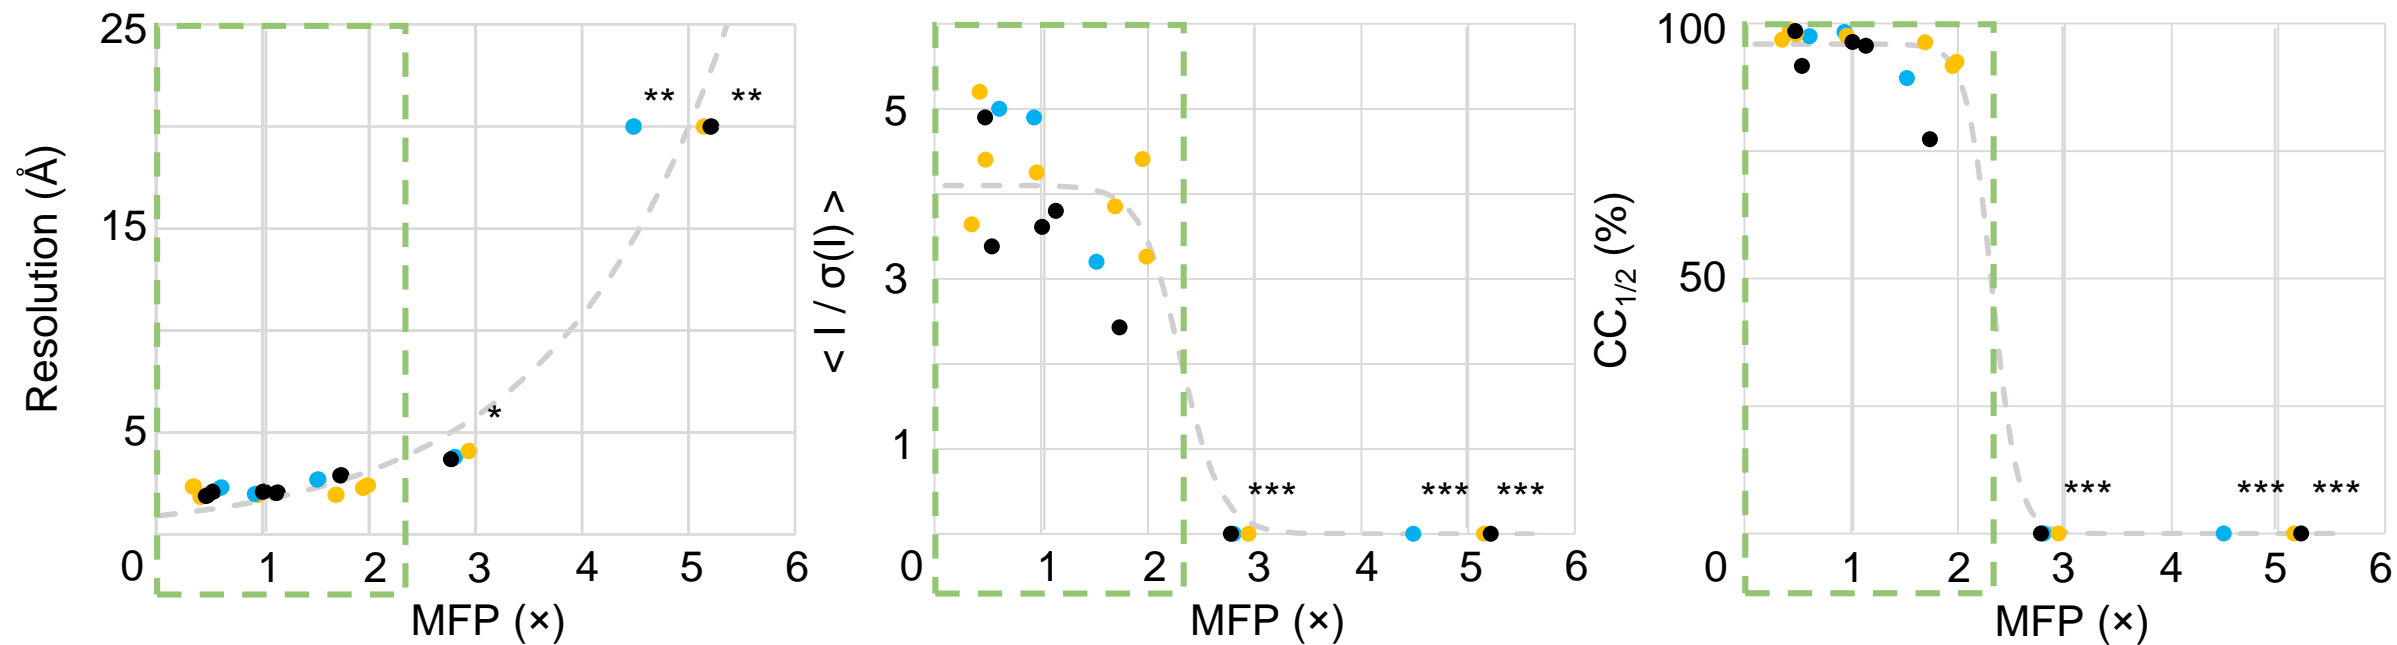 Resolution (Å)
25
15
5
0
** **
*
1 2 3 4 5 6
MFP (×)
< I / σ(I) >
5
3
1
0
*** *** ***
1 2 3 4 5 6
MFP (×)
CC1/2 (%)
100
50
0
*** *** ***
1 2 3 4 5 6
MFP (×)